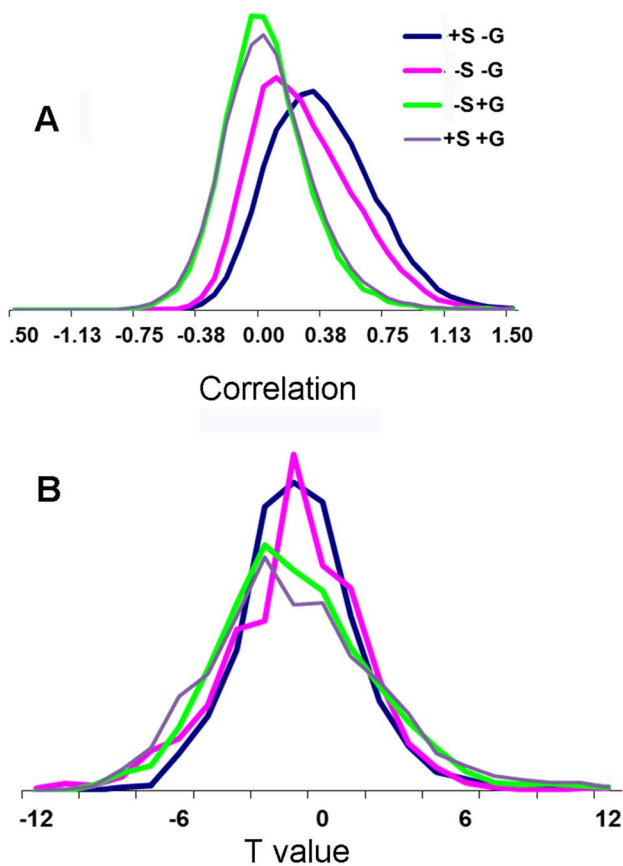 A
+S -G
-S -G
-S+G
+S +G
.50 -1.13 -0.75 -0.38 0.00 0.38 0.75 1.13 1.50
Correlation
B
-12 -6 0 6 12
T value